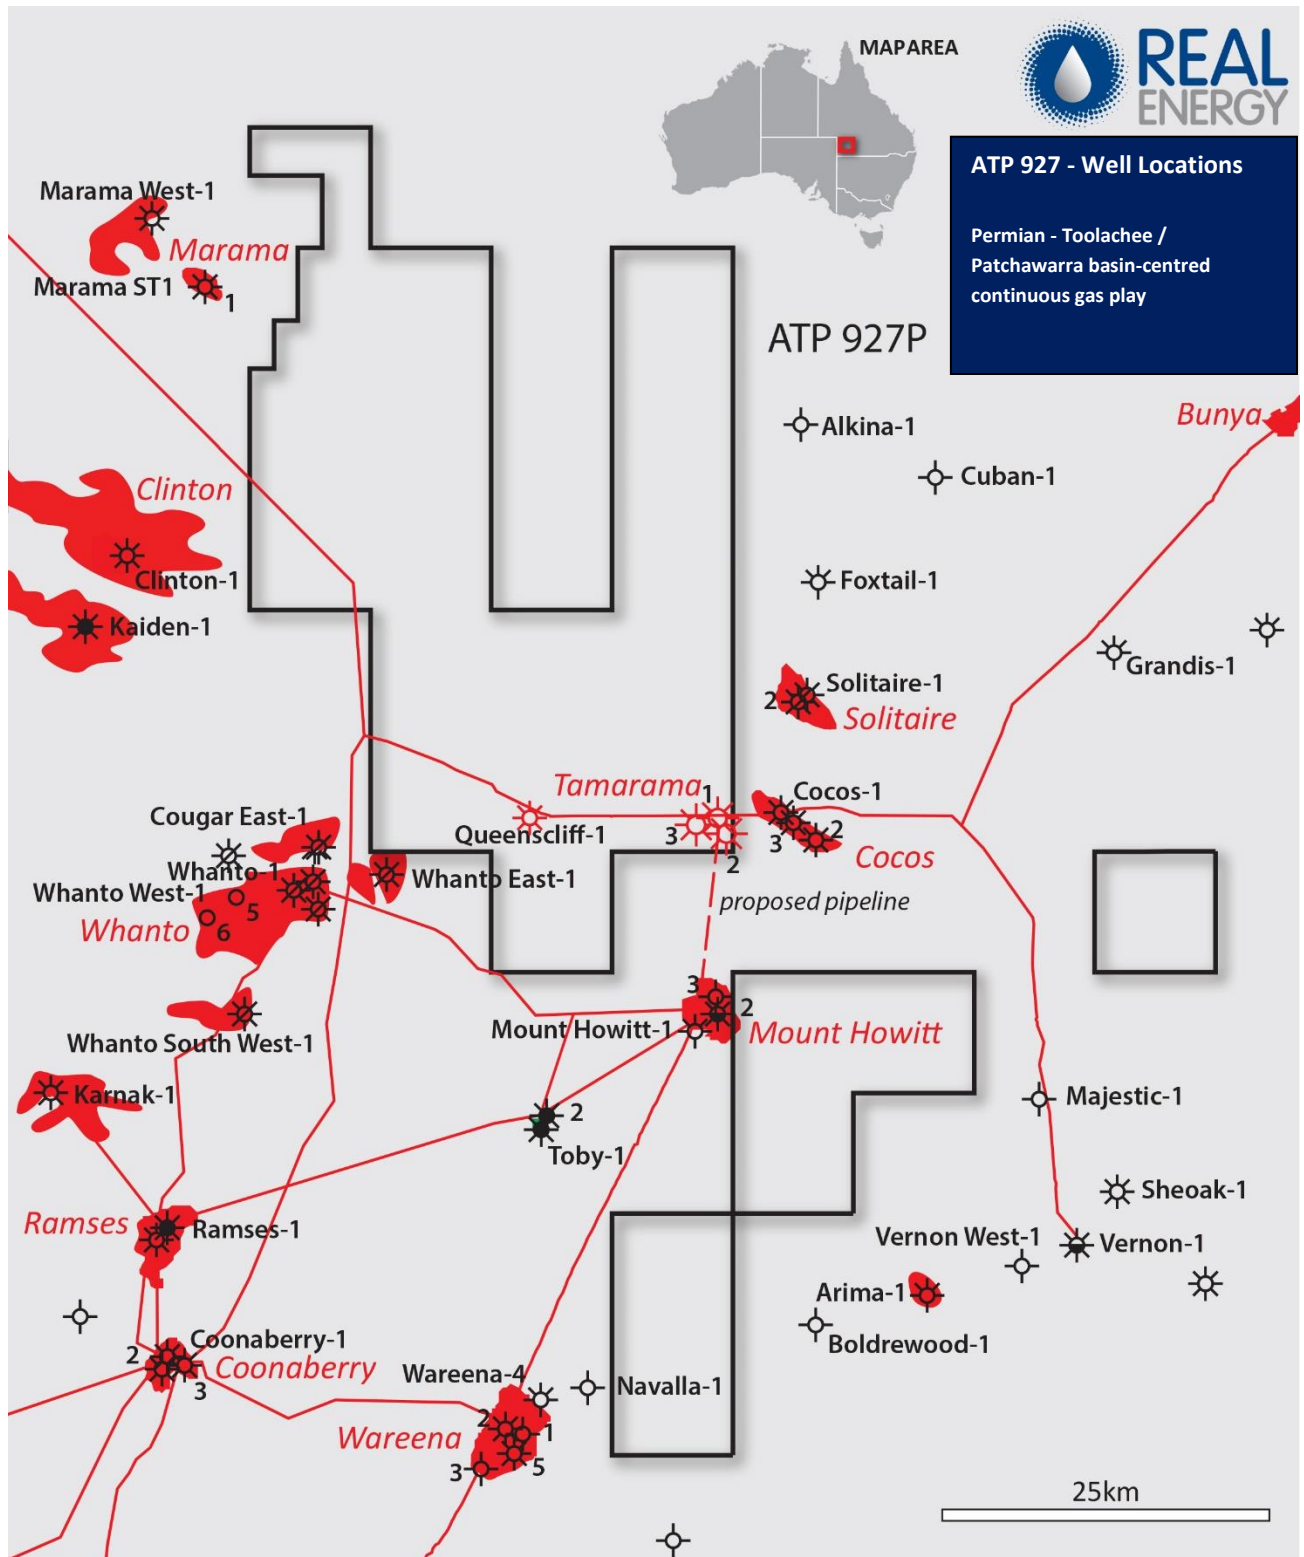 MAPAREA
REAL
ENERGY
ATP 927 - Well Locations
Permian - Toolachee /
Patchawarra basin-centred
continuous gas play
Marama West-1
Marama
Marama ST1
1
ATP 927P
Bunya
Alkina-1
Cuban-1
Clinton
Clinton-1
Foxtail-1
Kaiden-1
Grandis-1
Solitaire-1
2
Solitaire
Tamarama
1
Cocos-1
Cougar East-1
Queenscliff-1
3
2
3
2
Cocos
Whanto-1
Whanto East-1
Whanto West-1
5
6
Whanto
proposed pipeline
3
2
Mount Howitt-1
Mount Howitt
Whanto South West-1
Karnak-1
2
Toby-1
Majestic-1
Sheoak-1
Ramses
Ramses-1
Vernon West-1
Vernon-1
Arima-1
Boldrewood-1
Coonaberry-1
2
Coonaberry
3
Wareena-4
Navalla-1
2
1
Wareena
3
5
25km